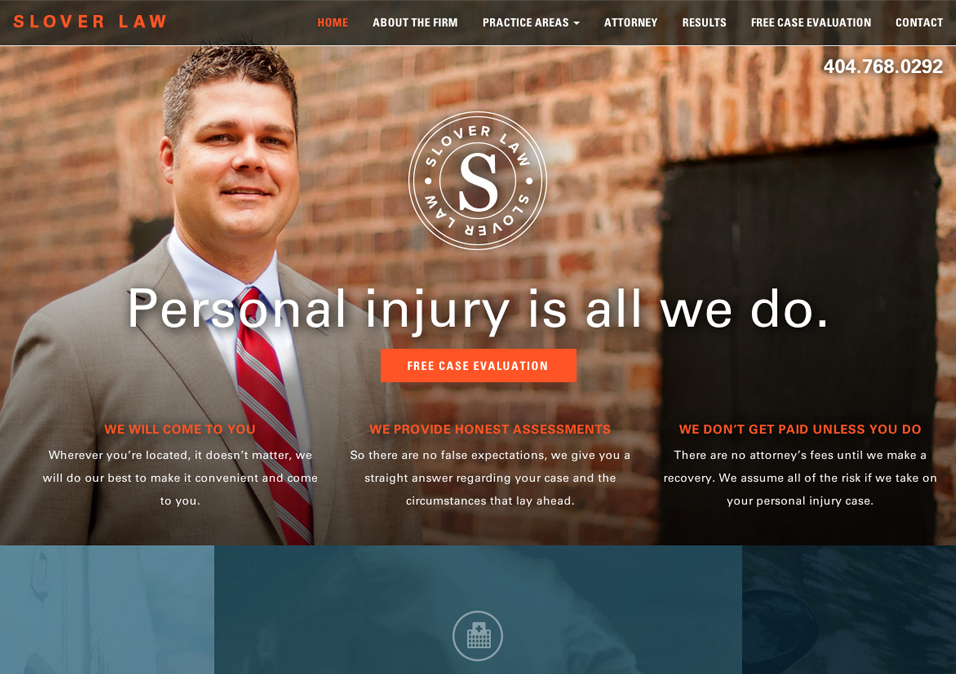 SLOVER LAW
HOME ABOUT THE FIRM PRACTICE AREAS ATTORNEY RESULTS FREE CASE EVALUATION CONTACT
404.768.0292
SLOVER LAW
S
SLOVER LAW
Personal injury is all we do.
FREE CASE EVALUATION
WE WILL COME TO YOU
Wherever you’re located, it doesn’t matter, we
will do our best to make it convenient and come
to you.
WE PROVIDE HONEST ASSESSMENTS
So there are no false expectations, we give you a
straight answer regarding your case and the
circumstances that lay ahead.
WE DON’T GET PAID UNLESS YOU DO
There are no attorney’s fees until we make a
recovery. We assume all of the risk if we take on
your personal injury case.